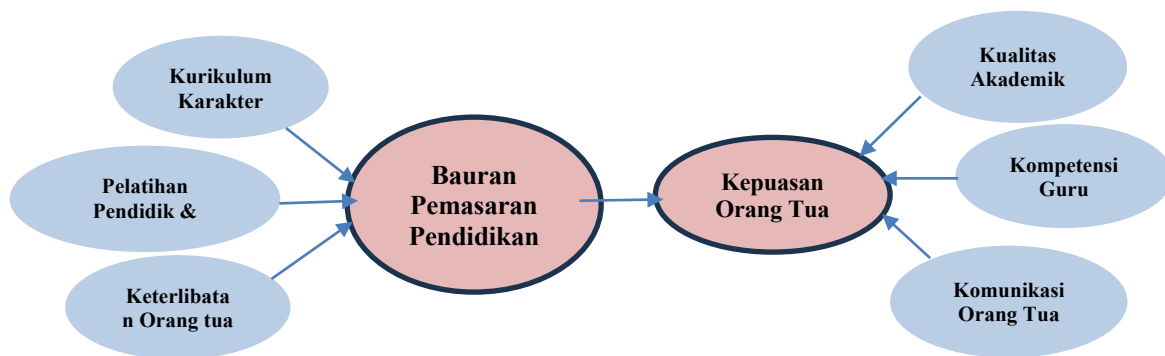 Kurikulum
Karakter
Pelatihan
Pendidik &
Keterlibata
n Orang tua
Bauran
Pemasaran
Pendidikan
Kepuasan
Orang Tua
Kualitas
Akademik
Kompetensi
Guru
Komunikasi
Orang Tua